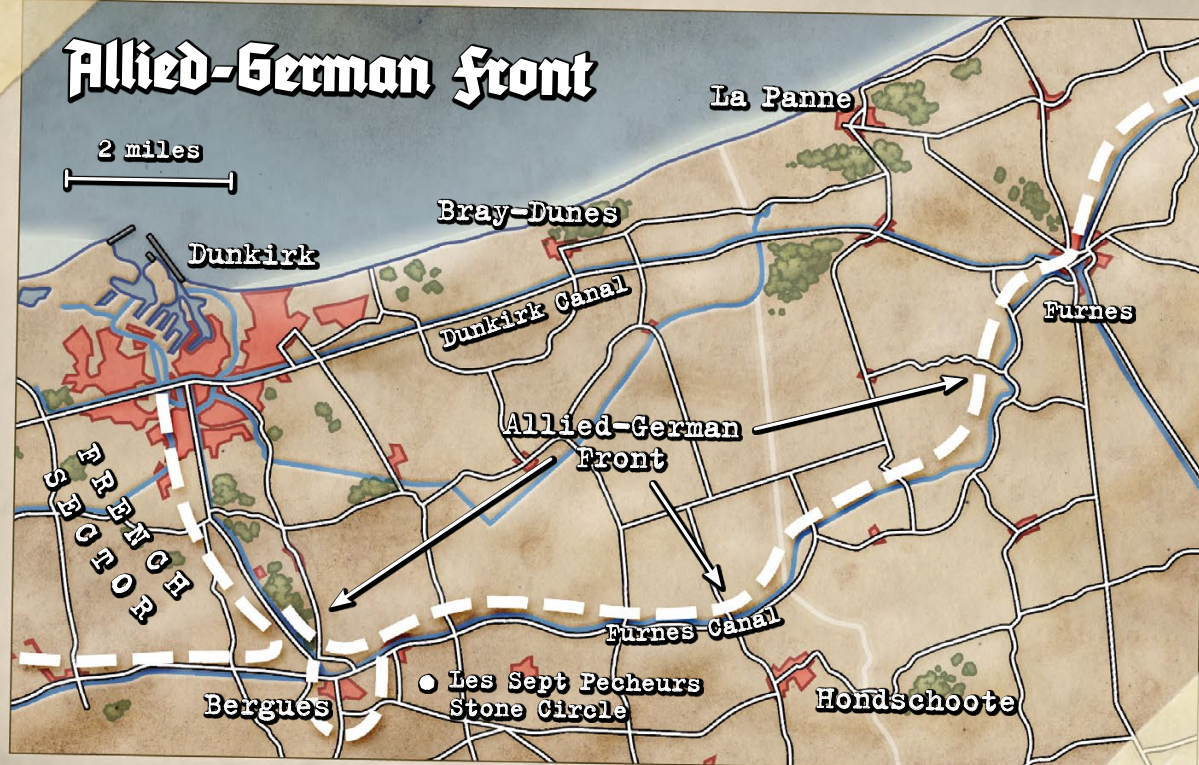 Allied-German Front
2 miles
La Panne
Bray-Dunes
Dunkirk
Dunkirk Canal
Furnes
Allied-German
Front
FRENCH
SECTOR
Furnes Canal
Les Sept Pecheurs
Stone Circle
Bergues
Hondschoote